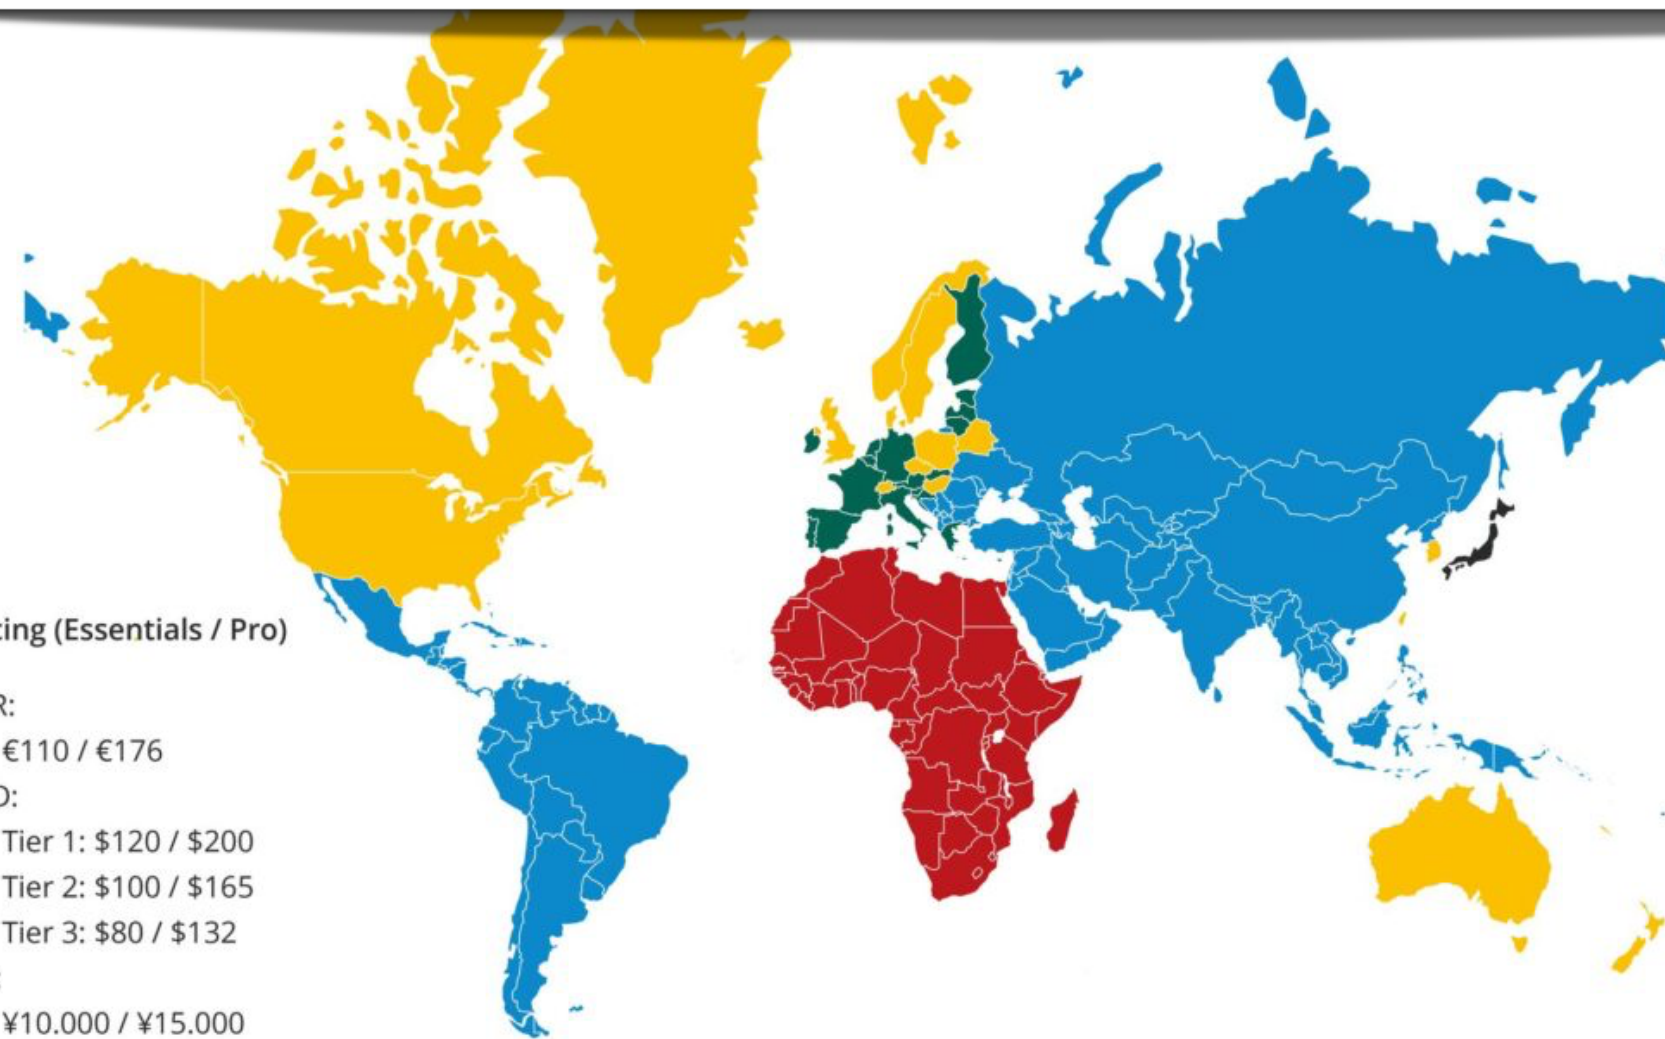 cing (Essentials / Pro)
R:
€110 / €176
D:
Tier 1: $120 / $200
Tier 2: $100 / $165
Tier 3: $80 / $132
:
¥10.000 / ¥15.000